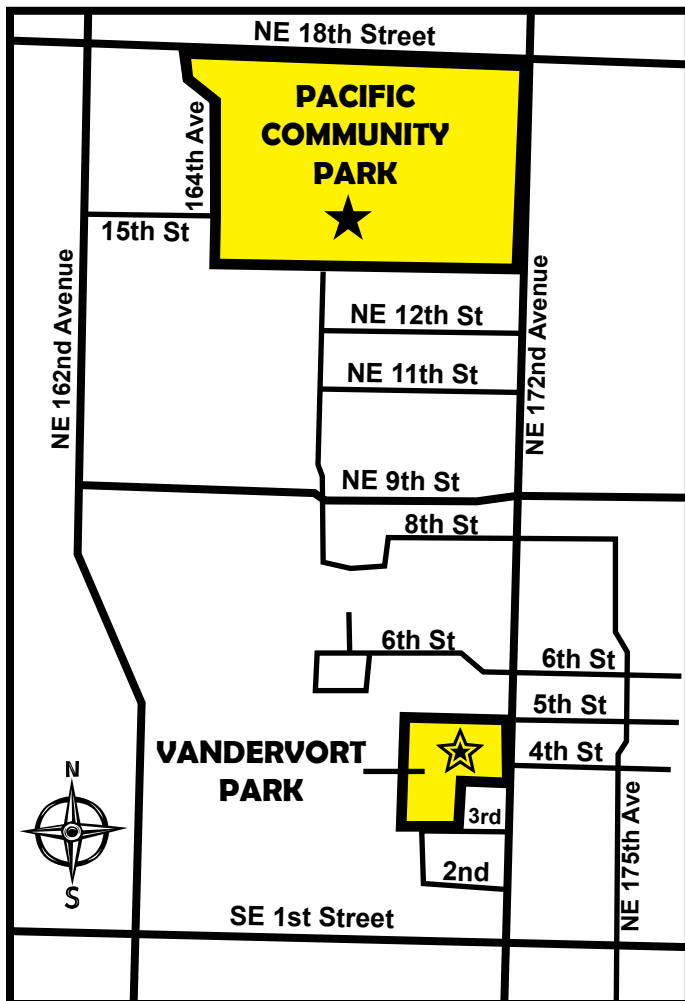 NE 18th Street
PACIFIC
COMMUNITY
PARK
164th Ave
15th St
NE 162nd Avenue
NE 172nd Avenue
NE 12th St
NE 11th St
NE 9th St
8th St
6th St
6th St
5th St
VANDERVORT
PARK
4th St
3rd
2nd
NE 175th Ave
N
S
SE 1st Street